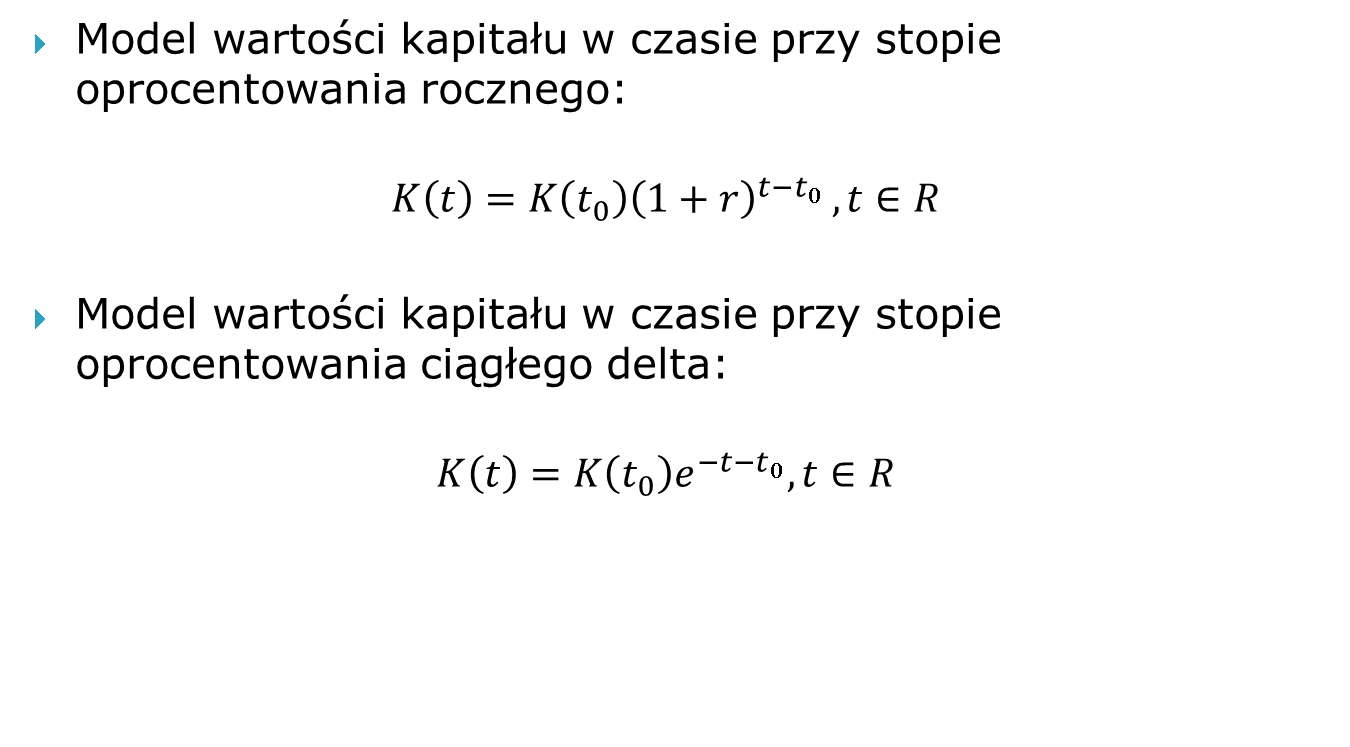 Model wartości kapitału w czasie przy stopie
oprocentowania rocznego:
K(t) = K(t₀)(1 + r)^{t−t₀} , t ∈ R
Model wartości kapitału w czasie przy stopie
oprocentowania ciągłego delta:
K(t) = K(t₀)e^{−t−t₀}, t ∈ R